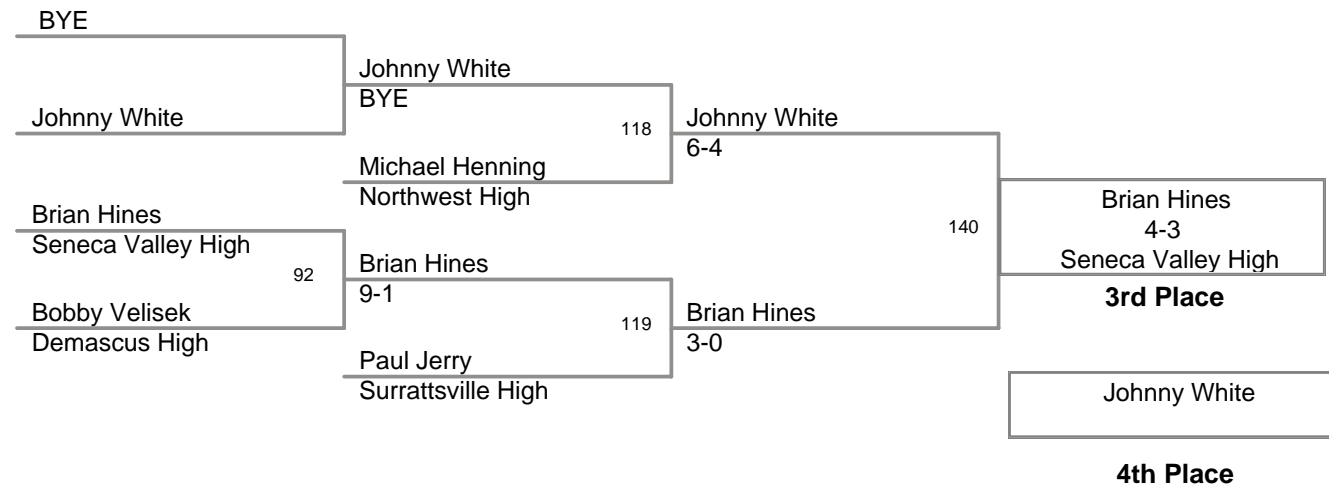 BYE
Johnny White
BYE
Johnny White
118
Johnny White
6-4
Michael Henning
Northwest High
Brian Hines
Seneca Valley High
92
Brian Hines
9-1
Bobby Velisek
Demascus High
119
Brian Hines
3-0
Paul Jerry
Surrattsville High
140
Brian Hines
4-3
Seneca Valley High
3rd Place
Johnny White
4th Place